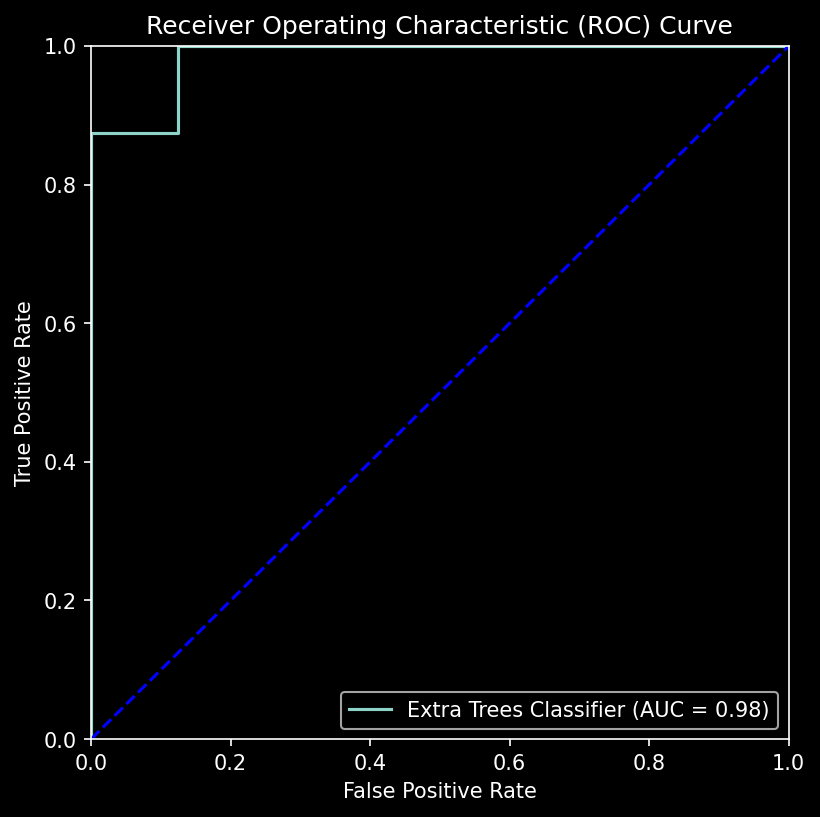 Receiver Operating Characteristic (ROC) Curve
1.0
0.8
0.6
0.4
0.2
0.0
True Positive Rate
Extra Trees Classifier (AUC = 0.98)
0.0 0.2 0.4 0.6 0.8 1.0
False Positive Rate